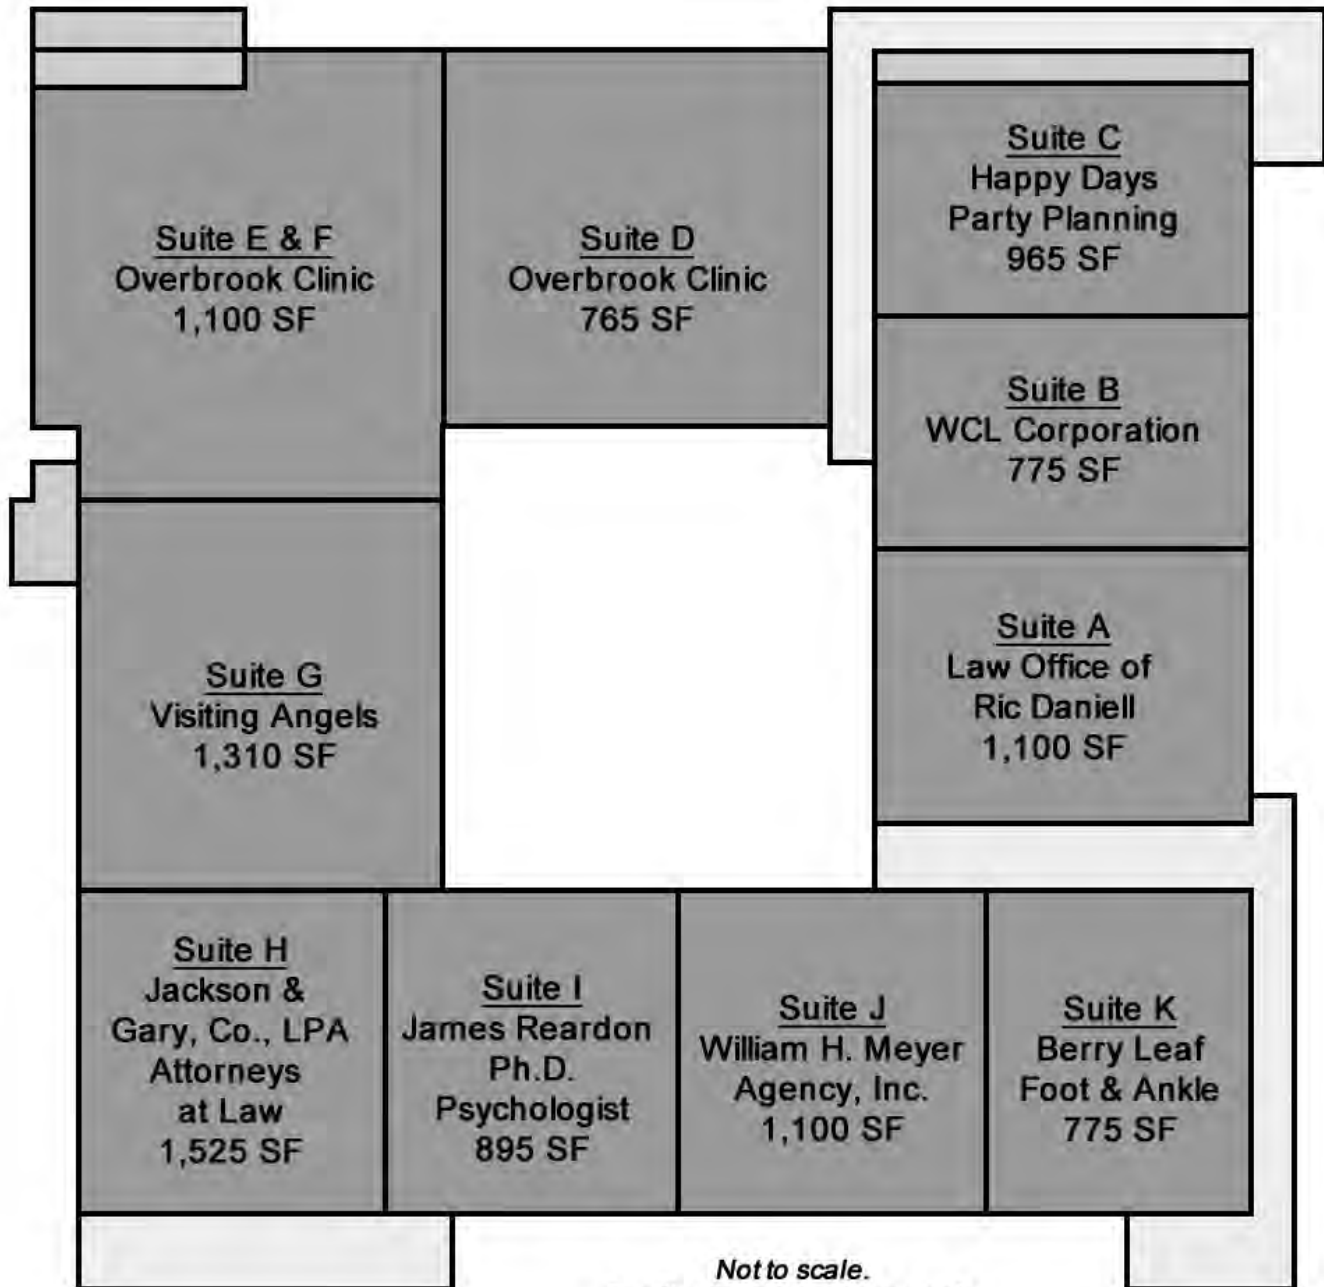 Suite E & F
Overbrook Clinic
1,100 SF
Suite D
Overbrook Clinic
765 SF
Suite C
Happy Days
Party Planning
965 SF
Suite B
WCL Corporation
775 SF
Suite A
Law Office of
Ric Daniell
1,100 SF
Suite G
Visiting Angels
1,310 SF
Suite H
Jackson &
Gary, Co., LPA
Attorneys
at Law
1,525 SF
Suite I
James Reardon
Ph.D.
Psychologist
895 SF
Suite J
William H. Meyer
Agency, Inc.
1,100 SF
Suite K
Berry Leaf
Foot & Ankle
775 SF
Not to scale.